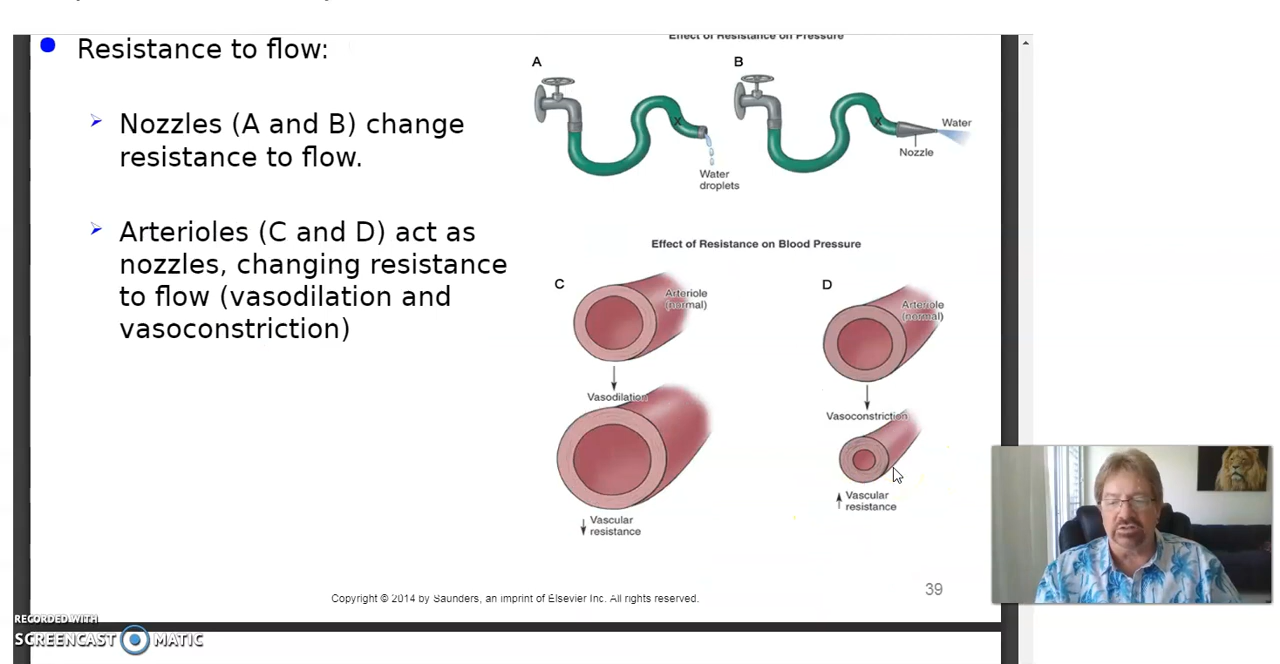 Resistance to flow:
Nozzles (A and B) change
resistance to flow.
Arterioles (C and D) act as
nozzles, changing resistance
to flow (vasodilation and
vasoconstriction)
Effect of Resistance on Pressure
A
B
X
X
Water
Nozzle
Water
droplets
Effect of Resistance on Blood Pressure
C
D
Arteriole
(normal)
Arteriole
(normal)
Vasodilation
Vasoconstriction
Vascular
resistance
Vascular
resistance
39
Copyright © 2014 by Saunders, an imprint of Elsevier Inc. All rights reserved.
RECORDED WITH
SCREENCAST MATIC